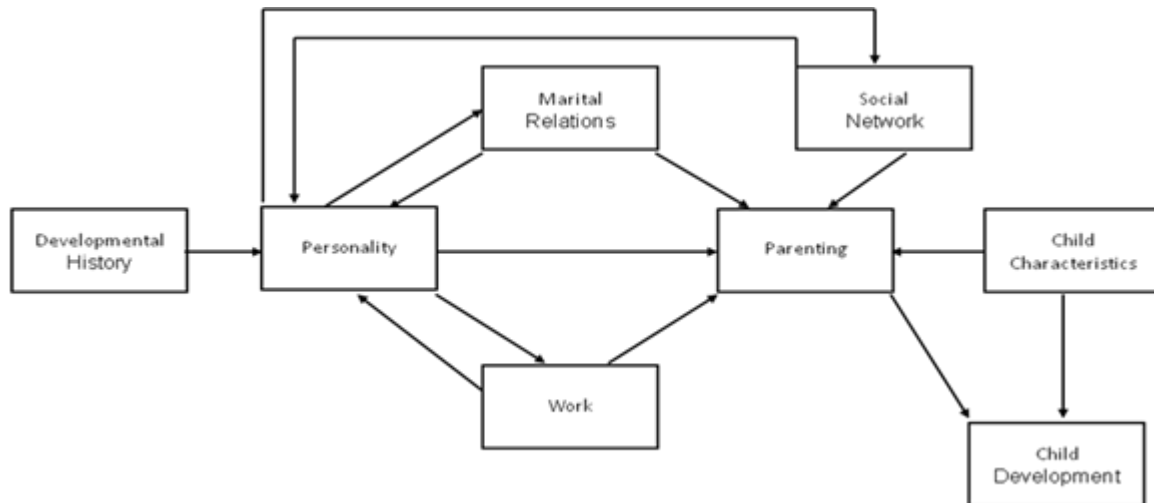 Marital
Relations
Social
Network
Developmental
History
Personality
Parenting
Child
Characteristics
Work
Child
Development